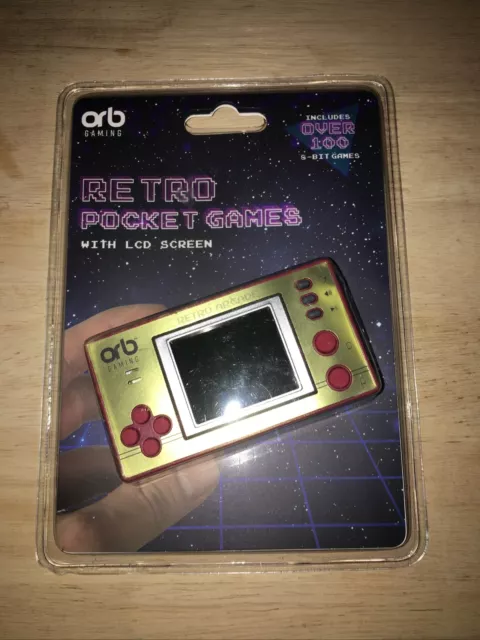 orb
GAMING
INCLUDES
OVER
100
8-BIT GAMES
RETRO
POCKET GAMES
WITH LCD SCREEN
RETRO ARCADE
orb
GAMING